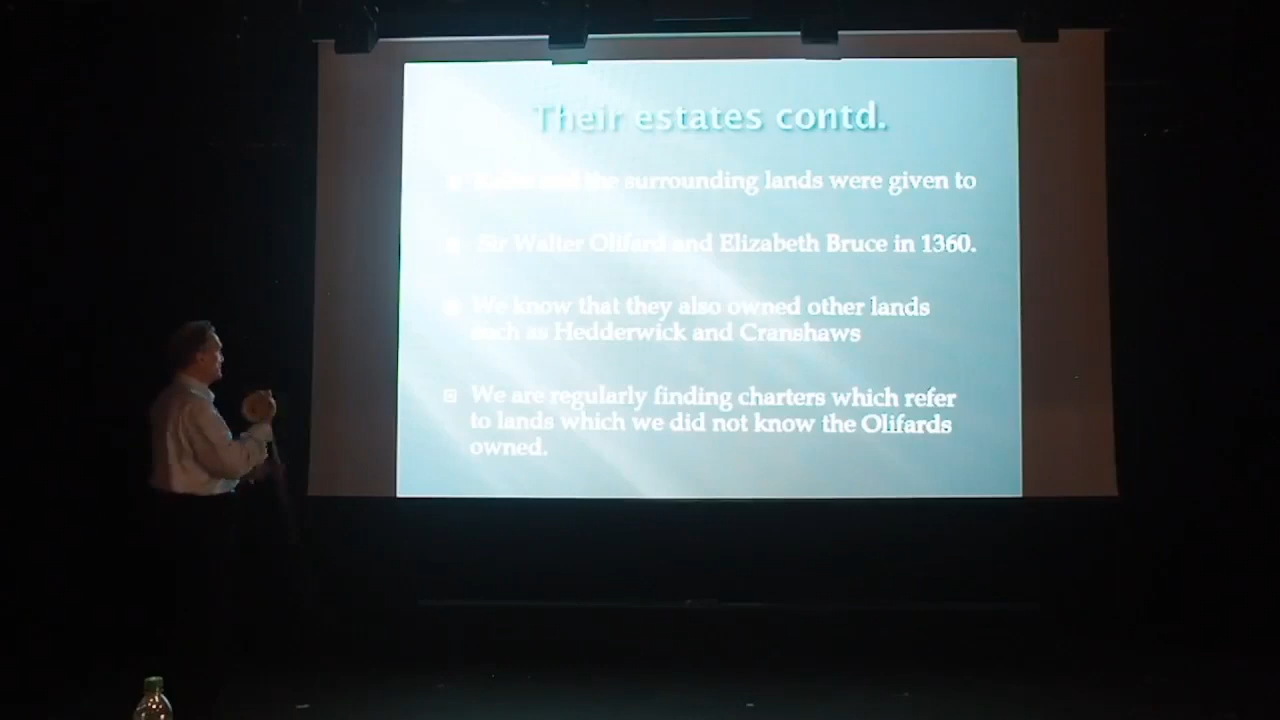 Their estates contd.
the surrounding lands were given to
Sir Walter Olifard and Elizabeth Bruce in 1360.
We know that they also owned other lands
such as Hedderwick and Cranshaws
We are regularly finding charters which refer
to lands which we did not know the Olifards
owned.